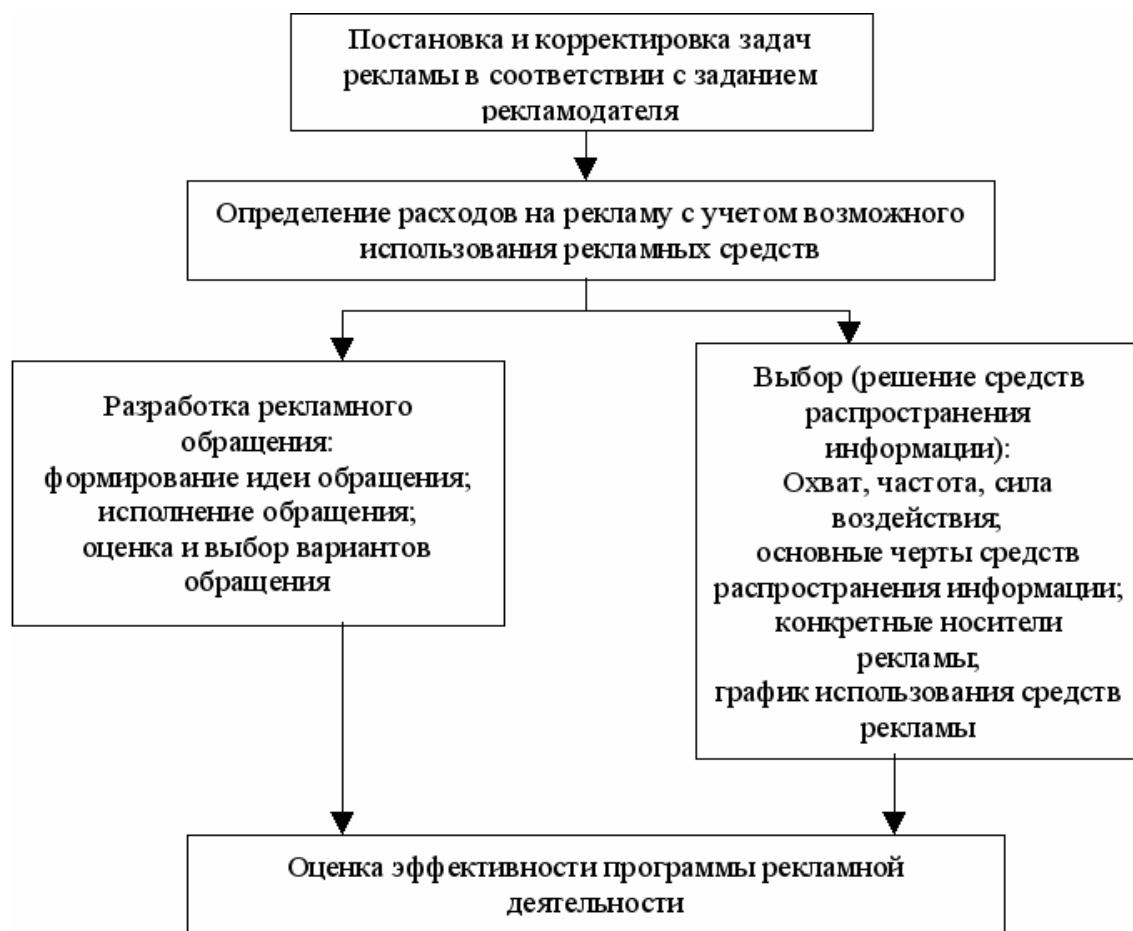 Постановка и корректировка задач
рекламы в соответствии с заданием
рекламодателя
Определение расходов на рекламу с учетом возможного
использования рекламных средств
Разработка рекламного
обращения:
формирование идеи обращения;
исполнение обращения;
оценка и выбор вариантов
обращения
Выбор (решение средств
распространения
информации):
Охват, частота, сила
воздействия;
основные черты средств
распространения информации;
конкретные носители
рекламы;
график использования средств
рекламы
Оценка эффективности программы рекламной
деятельности